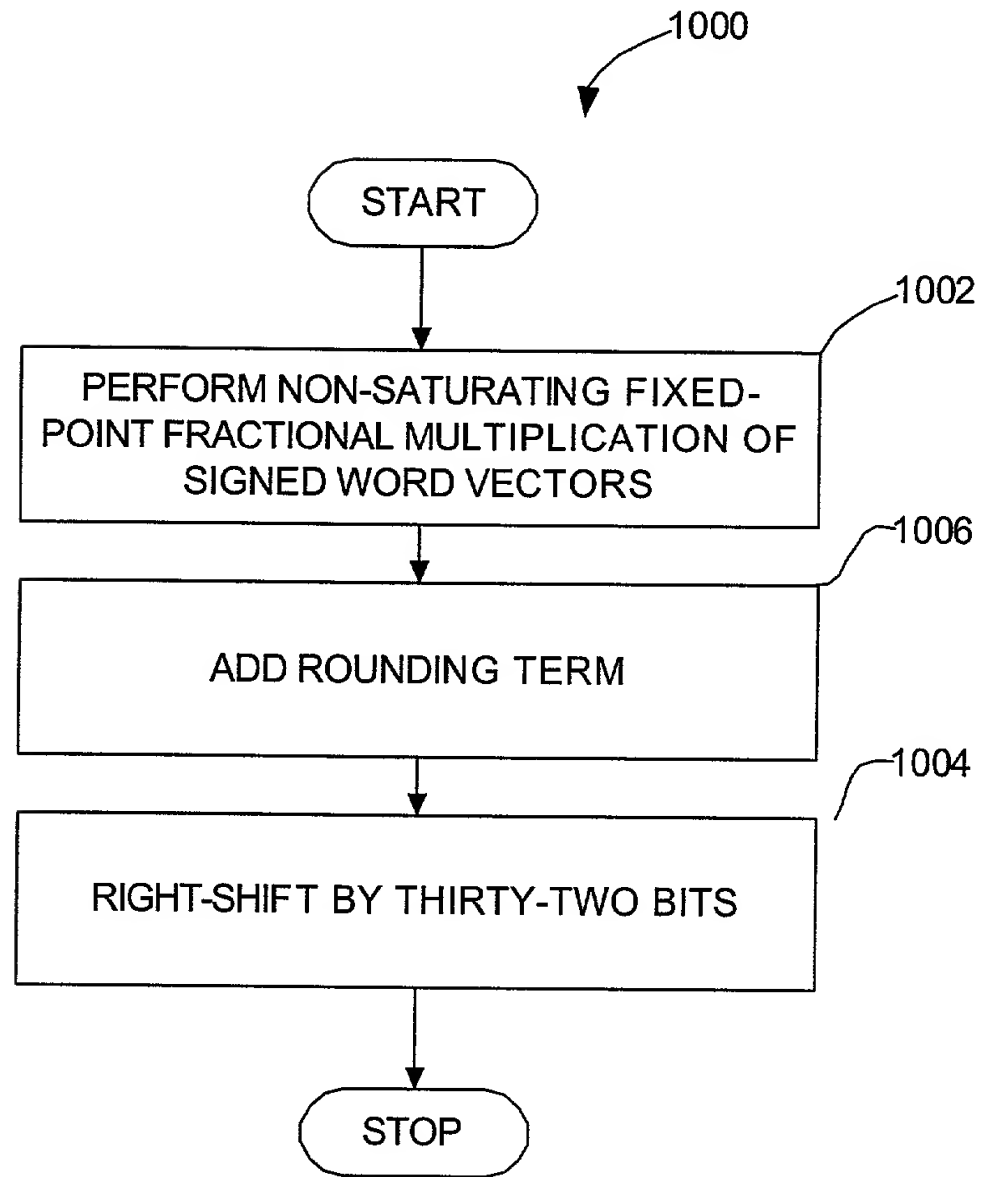 1000
START
1002
PERFORM NON-SATURATING FIXED-
POINT FRACTIONAL MULTIPLICATION OF
SIGNED WORD VECTORS
1006
ADD ROUNDING TERM
1004
RIGHT-SHIFT BY THIRTY-TWO BITS
STOP